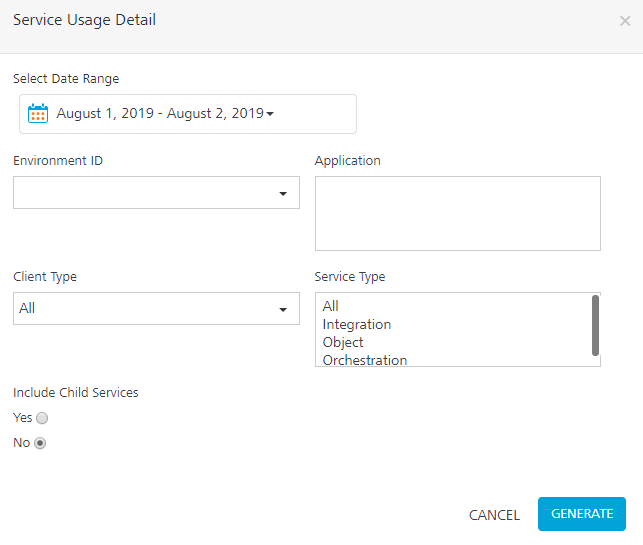 Service Usage Detail
Select Date Range
August 1, 2019 - August 2, 2019
Environment ID
Application
Client Type
All
Service Type
All
Integration
Object
Orchestration
Include Child Services
Yes
No
CANCEL
GENERATE